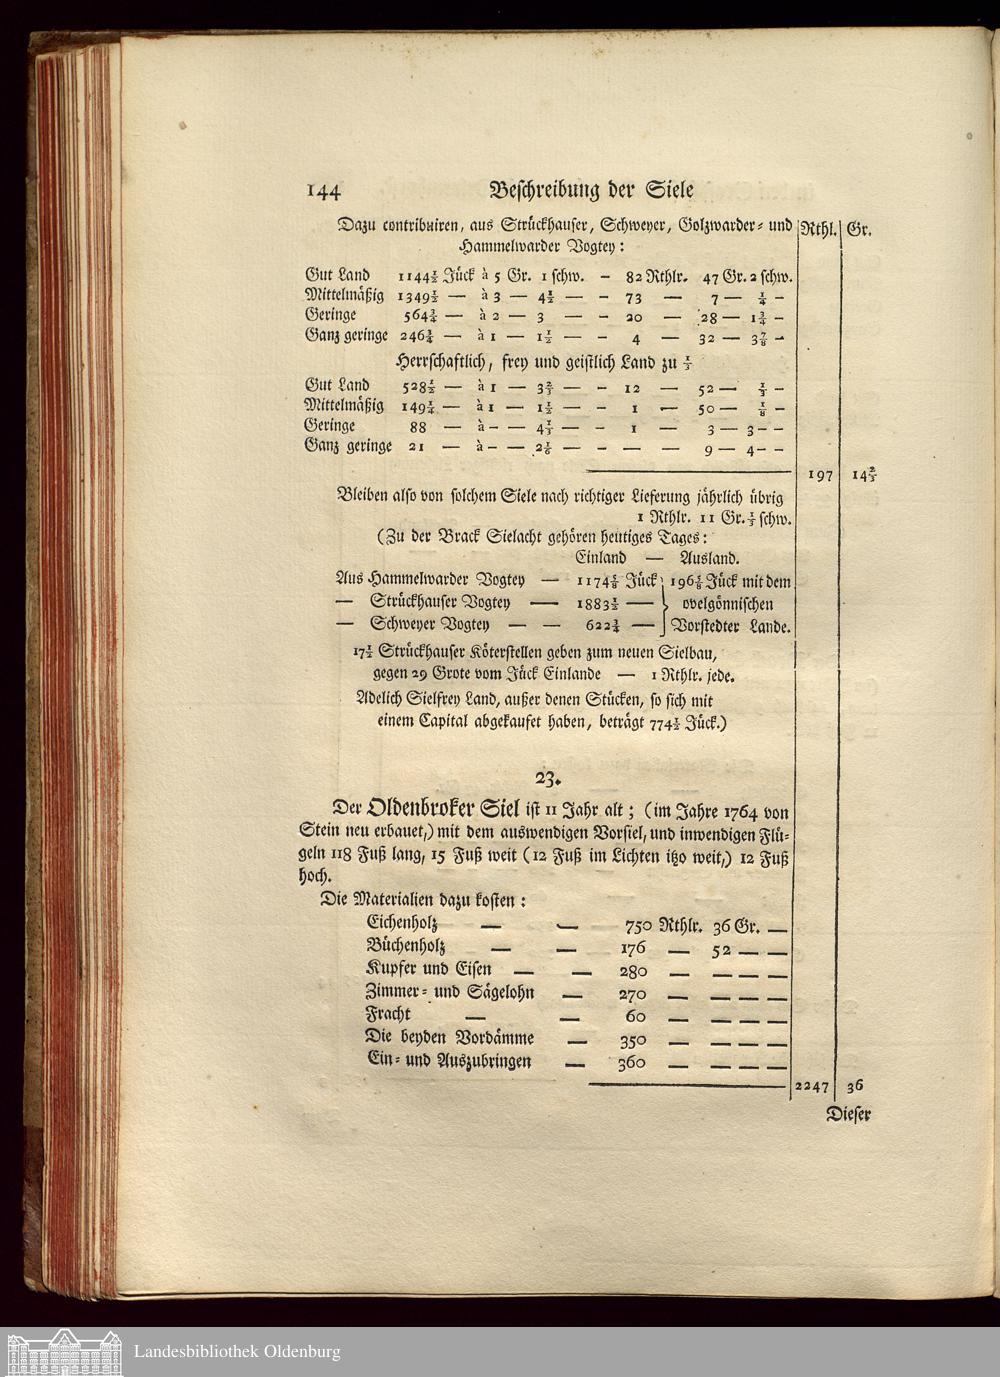 144 Beschreibung der Siele
Dazu contribuiren, aus Strückhauser, Schweyer, Golzwarder- und Rthl. Gr.
Hammelwarder Vogtey:
Gut Land 1144½ Jück à 5 Gr. 1 schw. – 82 Rthlr. 47 Gr. 2 schw.
Mittelmäßig 1349½ — à 3 — 4½ — – 73 — 7 — ¼ –
Geringe 564¾ — à 2 — 3 — – 20 — 28 — 1¾ –
Ganz geringe 246¾ — à 1 — 1½ — – 4 — 32 — 3⅞ –
Herrschaftlich, frey und geistlich Land zu ⅓
Gut Land 528½ — à 1 — 3⅔ — – 12 — 52 — ⅓ –
Mittelmäßig 149¼ — à 1 — 1½ — – 1 — 50 — ⅛ –
Geringe 88 — à – — 4⅓ — – 1 — 3 — 3 – –
Ganz geringe 21 — à – — 2⅙ — – — — 9 — 4 – –
197 14⅔
Bleiben also von solchem Siele nach richtiger Lieferung jährlich übrig
1 Rthlr. 11 Gr. ⅓ schw.
(Zu der Brack Sielacht gehören heutiges Tages:
Einland — Ausland.
Aus Hammelwarder Vogtey — 1174⅝ Jück } 196⅝ Jück mit dem
— Strückhauser Vogtey — 1883½ — } ovelgönnischen
— Schweyer Vogtey — — 622¾ — } Vorstedter Lande.
17½ Strückhauser Köterstellen geben zum neuen Sielbau,
gegen 29 Grote vom Jück Einlande — 1 Rthlr. jede.
Adelich Sielfrey Land, außer denen Stücken, so sich mit
einem Capital abgekaufet haben, beträgt 774½ Jück.)
23.
Der Oldenbroker Siel ist 11 Jahr alt; (im Jahre 1764 von
Stein neu erbauet,) mit dem auswendigen Vorsiel, und inwendigen Flü-
geln 118 Fuß lang, 15 Fuß weit (12 Fuß im Lichten itzo weit,) 12 Fuß
hoch.
Die Materialien dazu kosten:
Eichenholz — — 750 Rthlr. 36 Gr. —
Büchenholz — — 176 — 52 — —
Kupfer und Eisen — — 280 — — — —
Zimmer- und Sägelohn — 270 — — — —
Fracht — — 60 — — — —
Die beyden Vordämme — 350 — — — —
Ein- und Auszubringen — 360 — — — —
2247 36
Dieser
Landesbibliothek Oldenburg